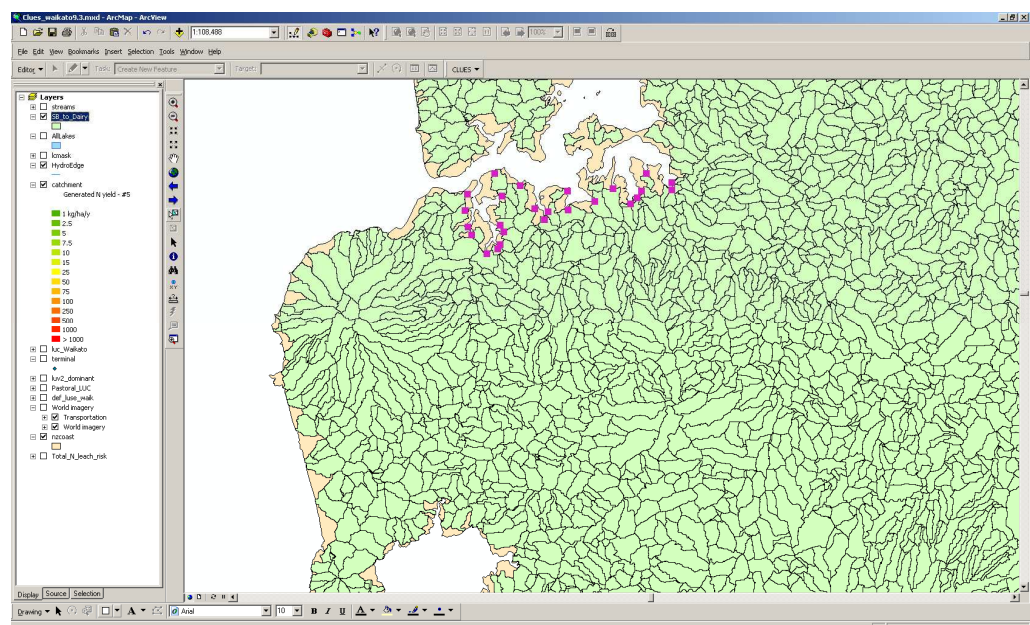 Clues_waikato9.3.mxd - ArcMap - ArcView
1:108,488
100%
File Edit View Bookmarks Insert Selection Tools Window Help
Editor Task: Create New Feature Target: CLUES
Layers
streams
SB_to_Dairy
AllLakes
lcmask
HydroEdge
catchment
Generated N yield - #5
1 kg/ha/y
2.5
5
7.5
10
15
25
50
75
100
250
500
1000
> 1000
luc_Waikato
terminal
luv2_dominant
Pastoral_LUC
def_luse_waik
World imagery
Transportation
World imagery
nzcoast
Total_N_leach_risk
Display Source Selection
Drawing A Arial 10 B I U A